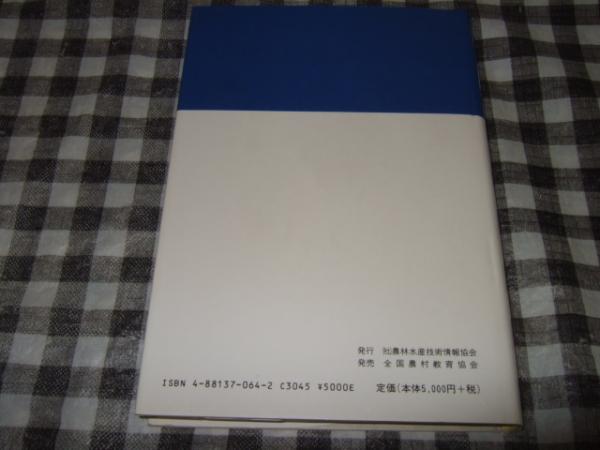 発行 ㈳農林水産技術情報協会
発売 全国農村教育協会
ISBN 4-88137-064-2 C3045 ¥5000E 定価(本体5,000円+税)